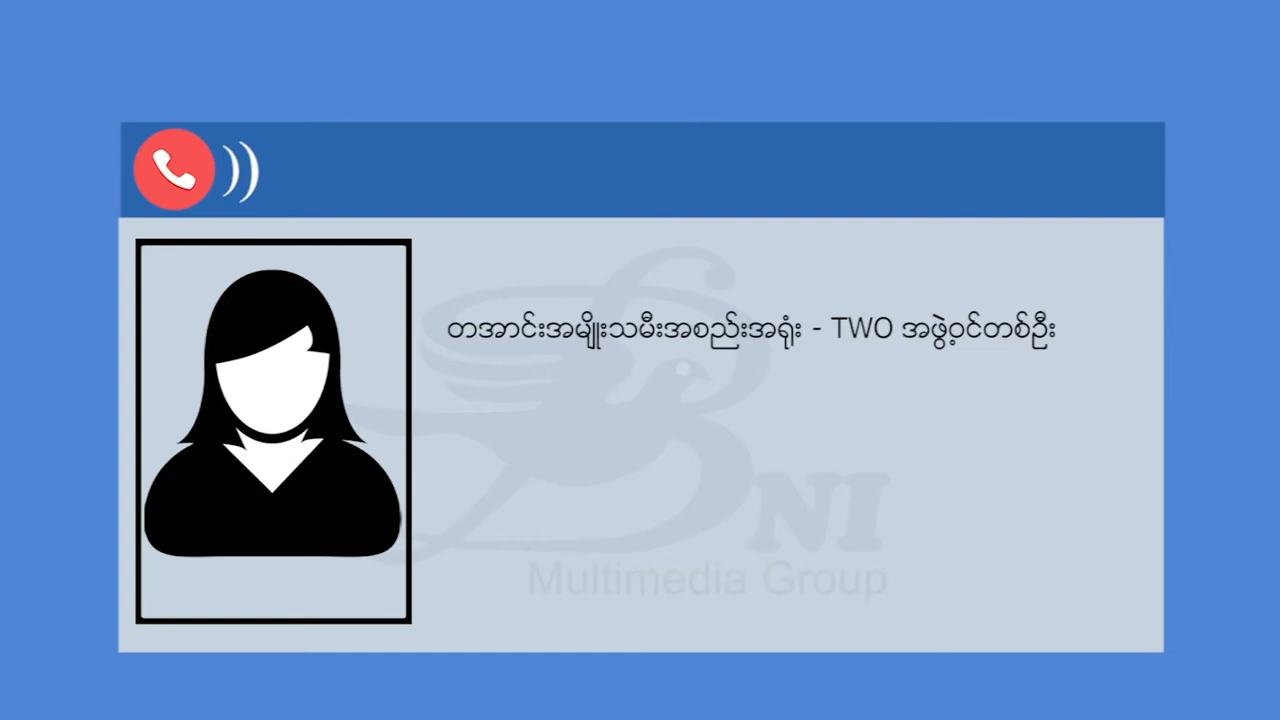 တအာင်းအမျိုးသမီးအစည်းအရုံး - TWO အဖွဲ့ဝင်တစ်ဦး
BNI
Multimedia Group